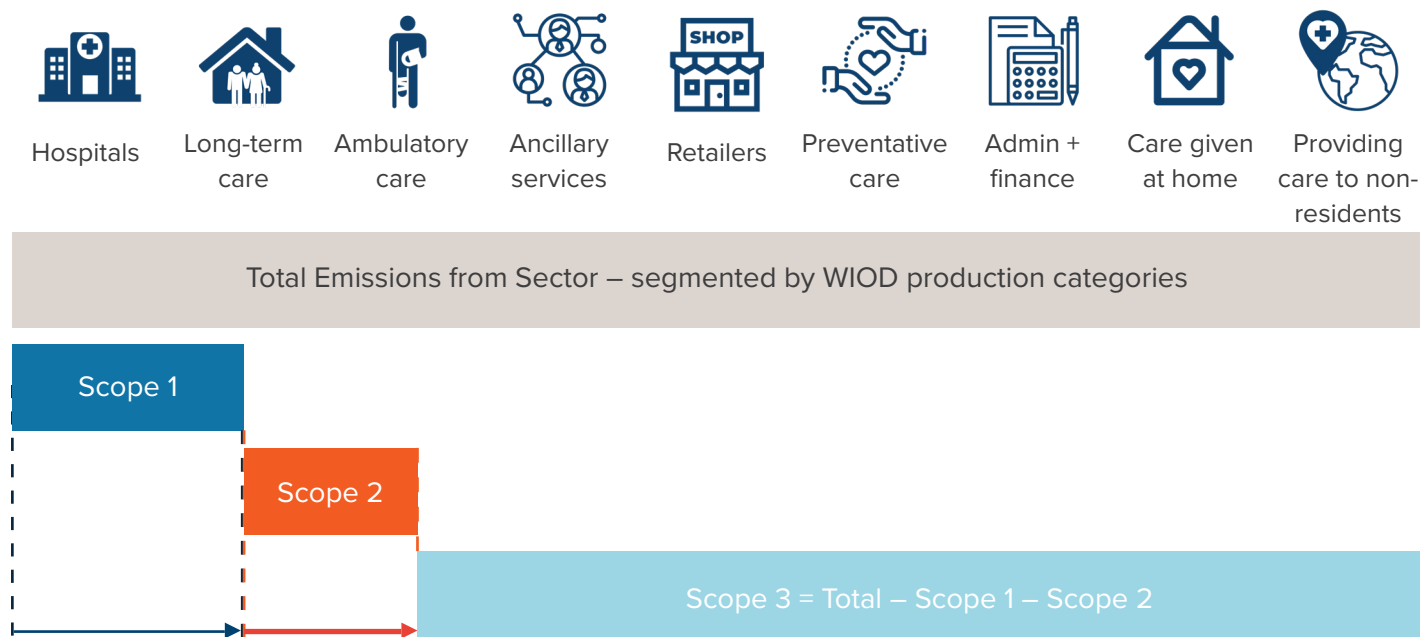 SHOP
Hospitals
Long-term
care
Ambulatory
care
Ancillary
services
Retailers
Preventative
care
Admin +
finance
Care given
at home
Providing
care to non-
residents
Total Emissions from Sector – segmented by WIOD production categories
Scope 1
Scope 2
Scope 3 = Total – Scope 1 – Scope 2